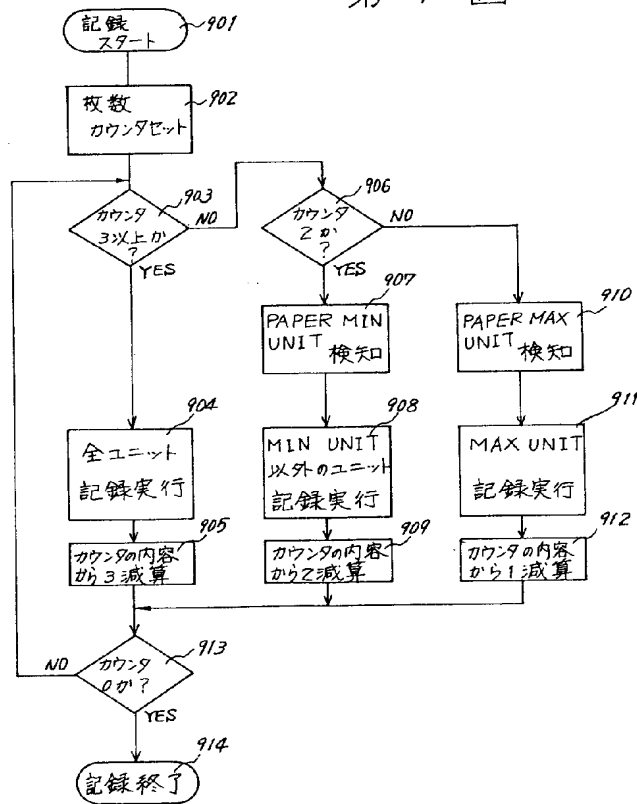 記録
スタート
901
枚数
カウンタセット
902
カウンタ
3以上か
?
903
NO
YES
カウンタ
2か
?
906
NO
YES
PAPER MIN
UNIT 検知
907
PAPER MAX
UNIT 検知
910
全ユニット
記録実行
904
MIN UNIT
以外のユニット
記録実行
908
MAX UNIT
記録実行
911
カウンタの内容
から3減算
905
カウンタの内容
から2減算
909
カウンタの内容
から1減算
912
カウンタ
0か?
913
NO
YES
記録終了
914